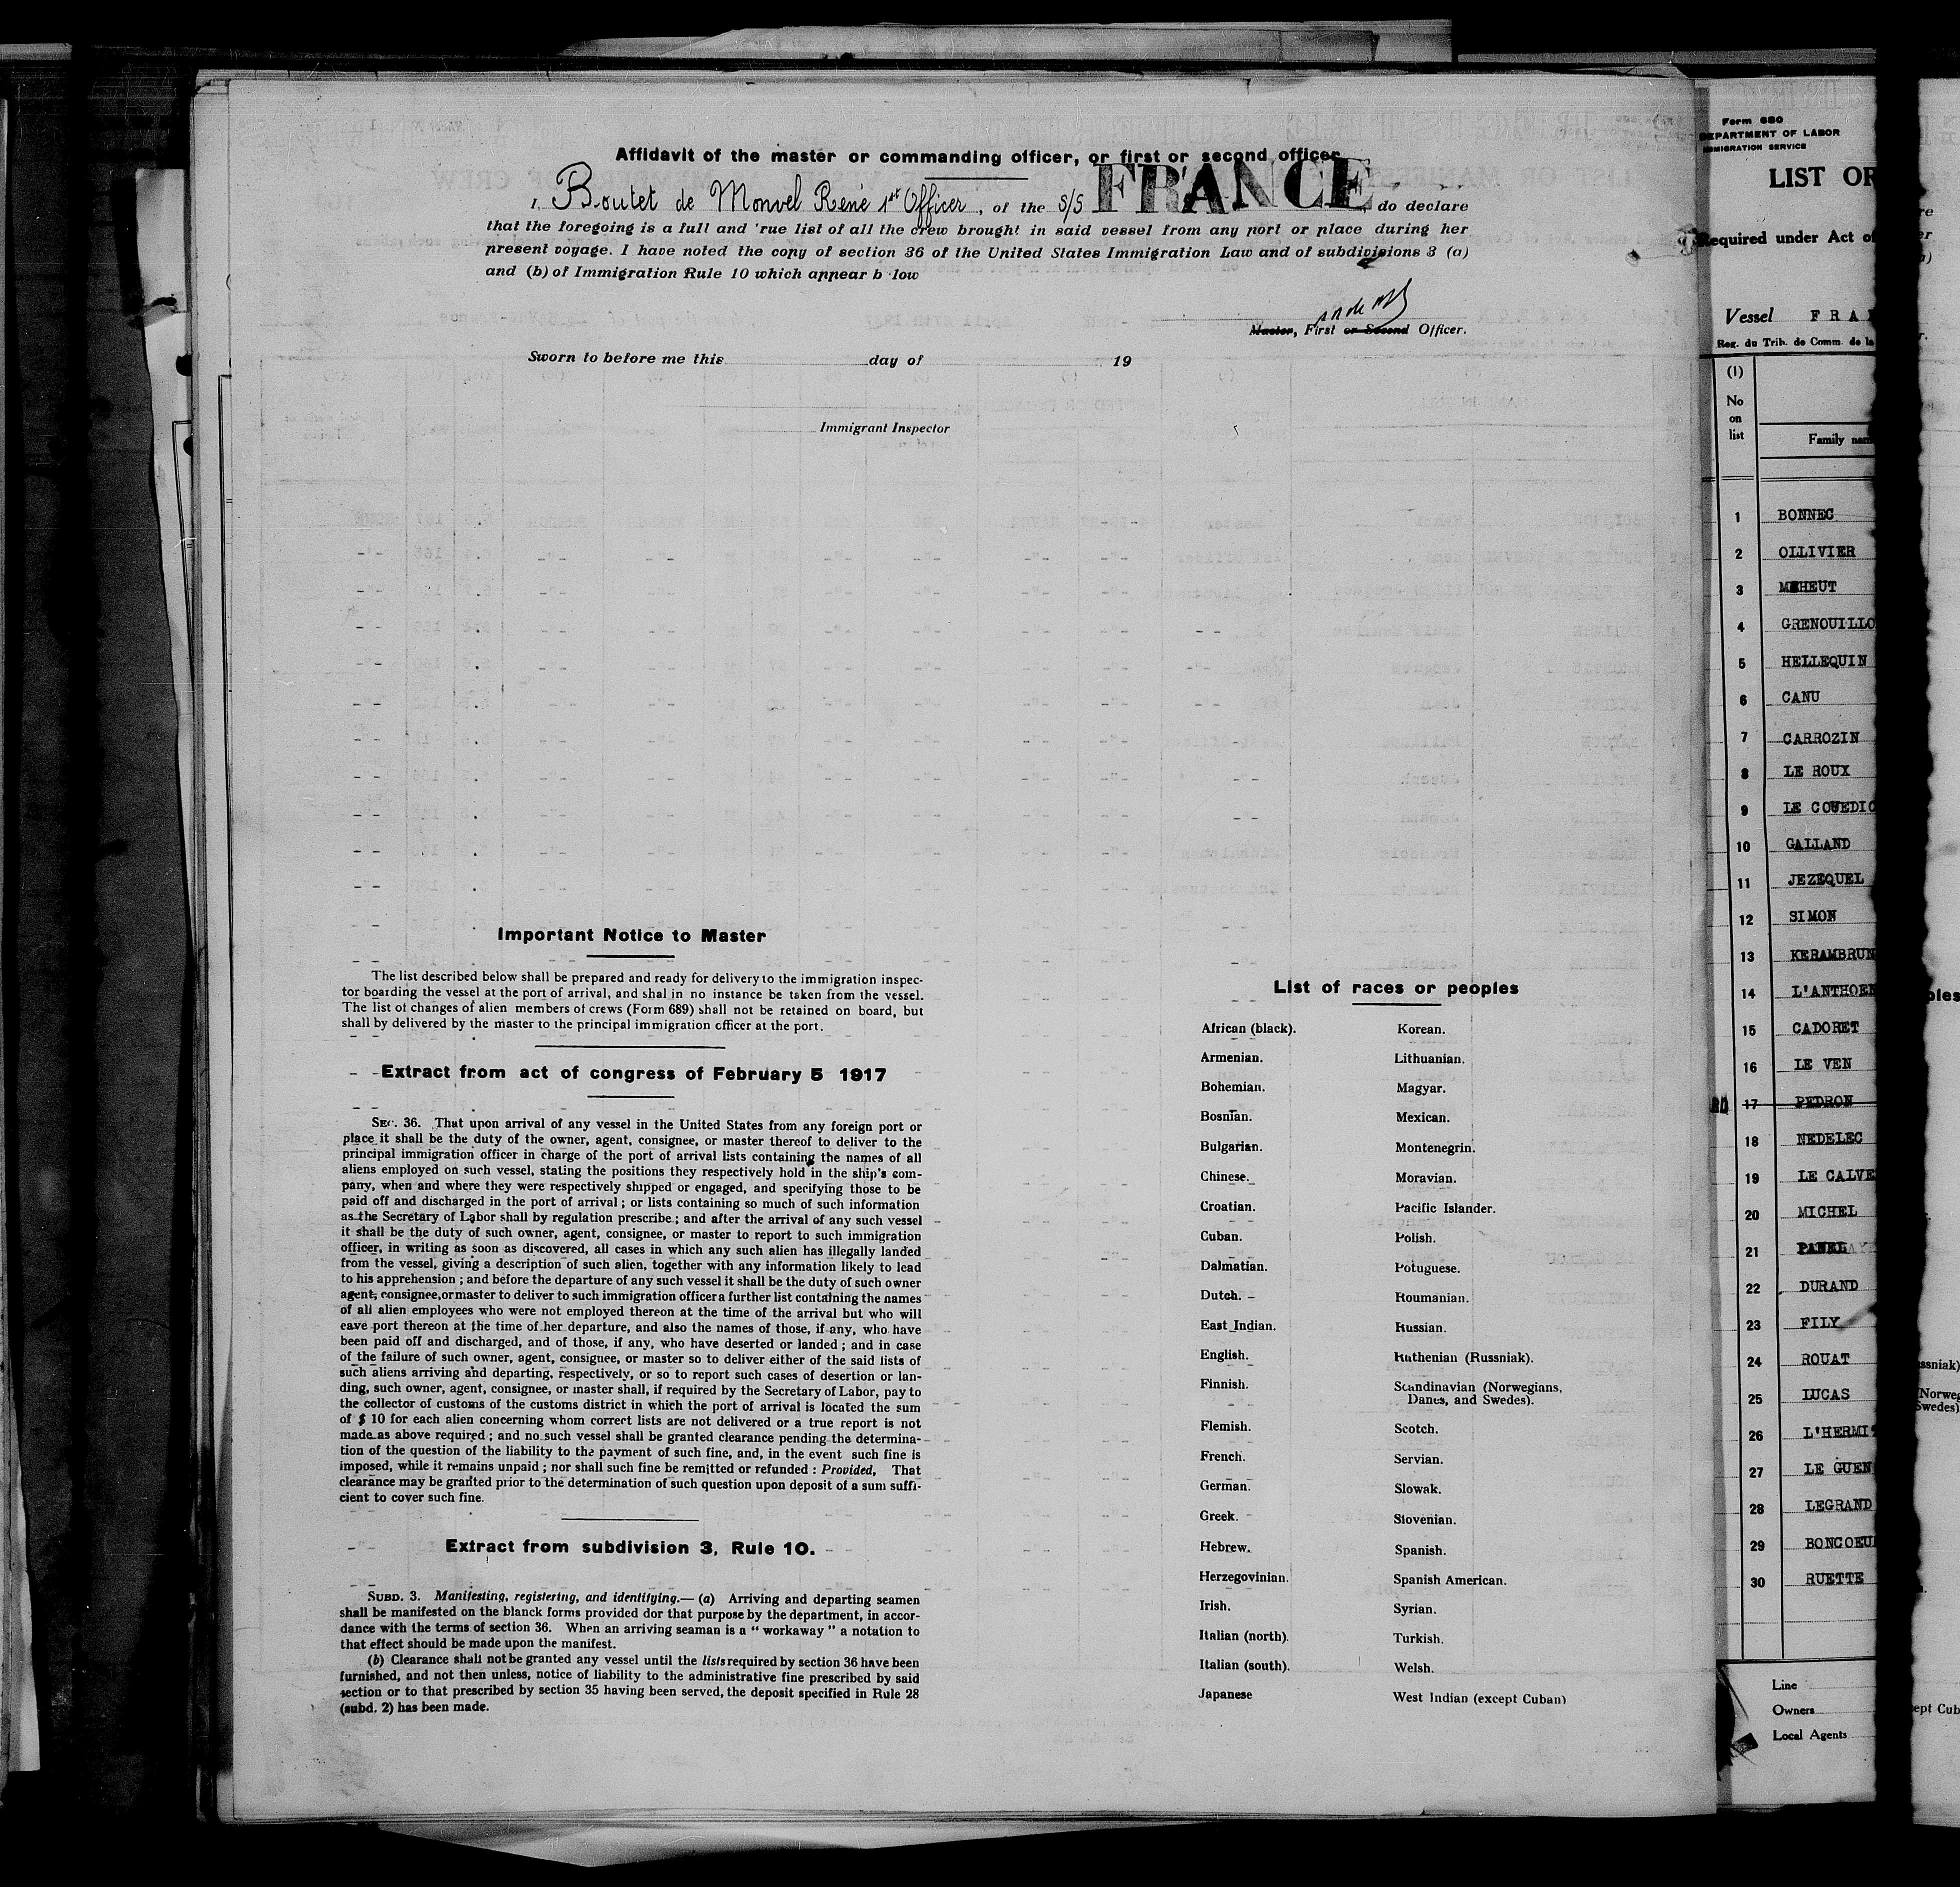 Affidavit of the master or commanding officer, or first or second officer
I, Boutet de Monvel René 1st Officer, of the S/S FRANCE, do declare
that the foregoing is a full and 'rue list of all the crew brought in said vessel from any port or place during her
present voyage. I have noted the copy of section 36 of the United States Immigration Law and of subdivisions 3 (a)
and (b) of Immigration Rule 10 which appear b low
Master, First or Second Officer.
Sworn to before me this day of 19
Immigrant Inspector
Important Notice to Master
The list described below shall be prepared and ready for delivery to the immigration inspec-
tor boarding the vessel at the port of arrival, and shal in no instance be taken from the vessel.
The list of changes of alien members of crews (Form 689) shall not be retained on board, but
shall by delivered by the master to the principal immigration officer at the port.
Extract from act of congress of February 5 1917
SEC. 36. That upon arrival of any vessel in the United States from any foreign port or
place it shall be the duty of the owner, agent, consignee, or master thereof to deliver to the
principal immigration officer in charge of the port of arrival lists containing the names of all
aliens employed on such vessel, stating the positions they respectively hold in the ship's com-
pany, when and where they were respectively shipped or engaged, and specifying those to be
paid off and discharged in the port of arrival ; or lists containing so much of such information
as the Secretary of Labor shall by regulation prescribe ; and after the arrival of any such vessel
it shall be the duty of such owner, agent, consignee, or master to report to such immigration
officer, in writing as soon as discovered, all cases in which any such alien has illegally landed
from the vessel, giving a description of such alien, together with any information likely to lead
to his apprehension ; and before the departure of any such vessel it shall be the duty of such owner
agent, consignee, or master to deliver to such immigration officer a further list containing the names
of all alien employees who were not employed thereon at the time of the arrival but who will
eave port thereon at the time of her departure, and also the names of those, if any, who have
been paid off and discharged, and of those, if any, who have deserted or landed ; and in case
of the failure of such owner, agent, consignee, or master so to deliver either of the said lists of
such aliens arriving and departing, respectively, or so to report such cases of desertion or lan-
ding, such owner, agent, consignee, or master shall, if required by the Secretary of Labor, pay to
the collector of customs of the customs district in which the port of arrival is located the sum
of $ 10 for each alien concerning whom correct lists are not delivered or a true report is not
made as above required ; and no such vessel shall be granted clearance pending the determina-
tion of the question of the liability to the payment of such fine, and, in the event such fine is
imposed, while it remains unpaid ; nor shall such fine be remitted or refunded : Provided, That
clearance may be granted prior to the determination of such question upon deposit of a sum suffi-
cient to cover such fine.
Extract from subdivision 3, Rule 10.
SUBD. 3. Manifesting, registering, and identifying.— (a) Arriving and departing seamen
shall be manifested on the blanck forms provided dor that purpose by the department, in accor-
dance with the terms of section 36. When an arriving seaman is a " workaway " a notation to
that effect should be made upon the manifest.
(b) Clearance shall not be granted any vessel until the lists required by section 36 have been
furnished, and not then unless, notice of liability to the administrative fine prescribed by said
section or to that prescribed by section 35 having been served, the deposit specified in Rule 28
(subd. 2) has been made.
List of races or peoples
African (black). Korean.
Armenian. Lithuanian.
Bohemian. Magyar.
Bosnian. Mexican.
Bulgarian. Montenegrin.
Chinese. Moravian.
Croatian. Pacific Islander.
Cuban. Polish.
Dalmatian. Potuguese.
Dutch. Roumanian.
East Indian. Russian.
English. Ruthenian (Russniak).
Finnish. Scandinavian (Norwegians,
Danes, and Swedes).
Flemish. Scotch.
French. Servian.
German. Slowak.
Greek. Slovenian.
Hebrew. Spanish.
Herzegovinian. Spanish American.
Irish. Syrian.
Italian (north). Turkish.
Italian (south). Welsh.
Japanese West Indian (except Cuban)
Form 680
DEPARTMENT OF LABOR
IMMIGRATION SERVICE
LIST OR
Required under Act of
Vessel FRA
Reg. du Trib. de Comm. de la
(1)
No
on
list
Family nam
1 BONNEC
2 OLLIVIER
3 MEHEUT
4 GRENOUILLO
5 HELLEQUIN
6 CANU
7 CARROZIN
8 LE ROUX
9 LE COUEDIC
10 GALLAND
11 JEZEQUEL
12 SIMON
13 KERAMBRUN
14 L'ANTHOEN
15 CADORET
16 LE VEN
17 PEDRON
18 NEDELEC
19 LE CALVE
20 MICHEL
21 PANEL
22 DURAND
23 FILY
24 ROUAT
25 LUCAS
26 L'HERMI
27 LE GUEN
28 LEGRAND
29 BONCOEU
30 RUETTE
Line
Owners
Local Agents